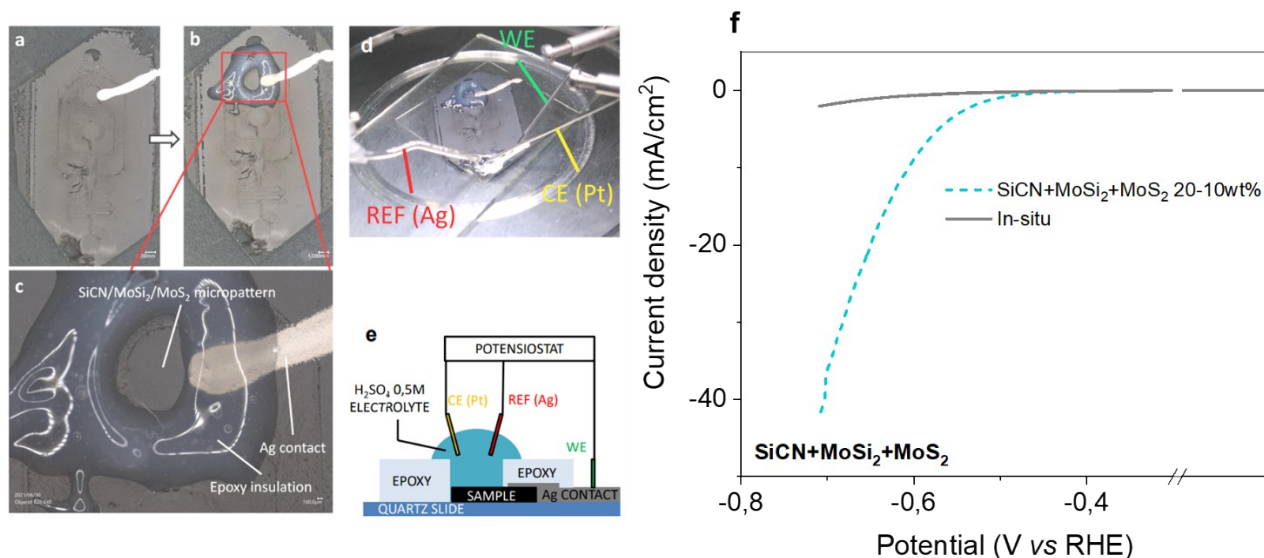 a
b
c
SiCN/MoSi₂/MoS₂ micropattern
Ag contact
Epoxy insulation
d
WE
CE (Pt)
REF (Ag)
e
POTENSIOSTAT
H₂SO₄ 0,5M
ELECTROLYTE
CE (Pt)
REF (Ag)
WE
EPOXY
EPOXY
SAMPLE
Ag CONTACT
QUARTZ SLIDE
f
Current density (mA/cm²)
0
-20
-40
SiCN+MoSi₂+MoS₂ 20-10wt%
In-situ
SiCN+MoSi₂+MoS₂
-0,8
-0,6
-0,4
Potential (V vs RHE)